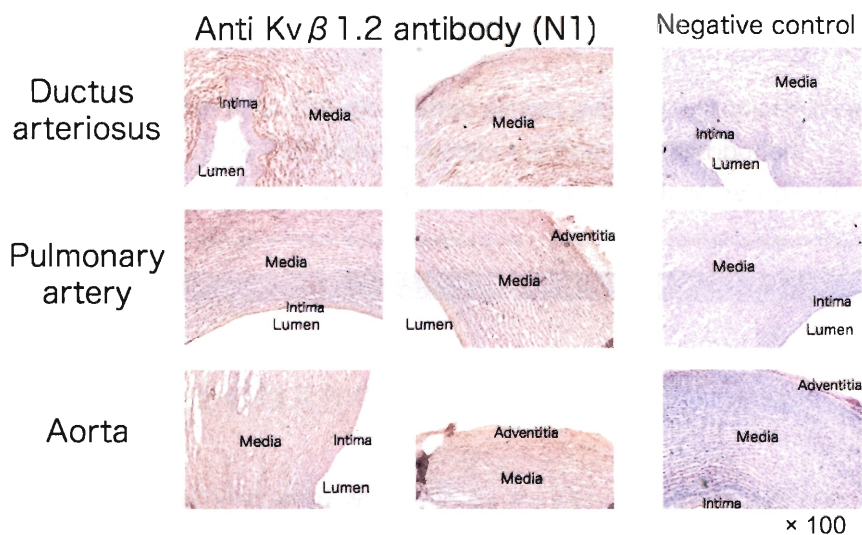 Anti Kvβ1.2 antibody (N1)
Negative control
Ductus
arteriosus
Intima
Media
Lumen
Media
Media
Intima
Lumen
Pulmonary
artery
Media
Intima
Lumen
Adventitia
Media
Lumen
Media
Intima
Lumen
Aorta
Media
Intima
Lumen
Adventitia
Media
Adventitia
Media
Intima
× 100